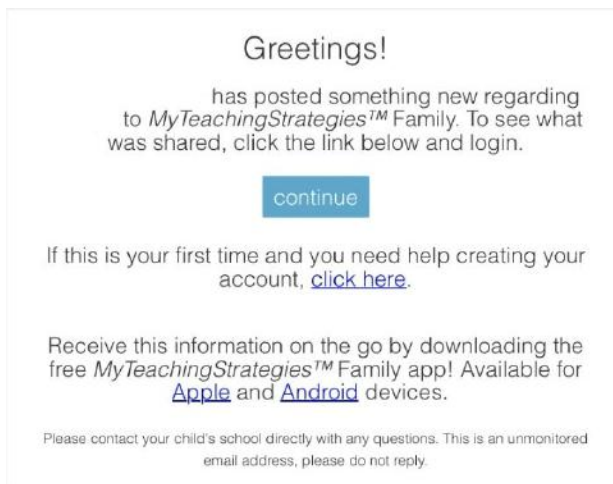 Greetings!
has posted something new regarding
to MyTeachingStrategies™ Family. To see what
was shared, click the link below and login.
continue
If this is your first time and you need help creating your
account, click here.
Receive this information on the go by downloading the
free MyTeachingStrategies™ Family app! Available for
Apple and Android devices.
Please contact your child's school directly with any questions. This is an unmonitored
email address, please do not reply.